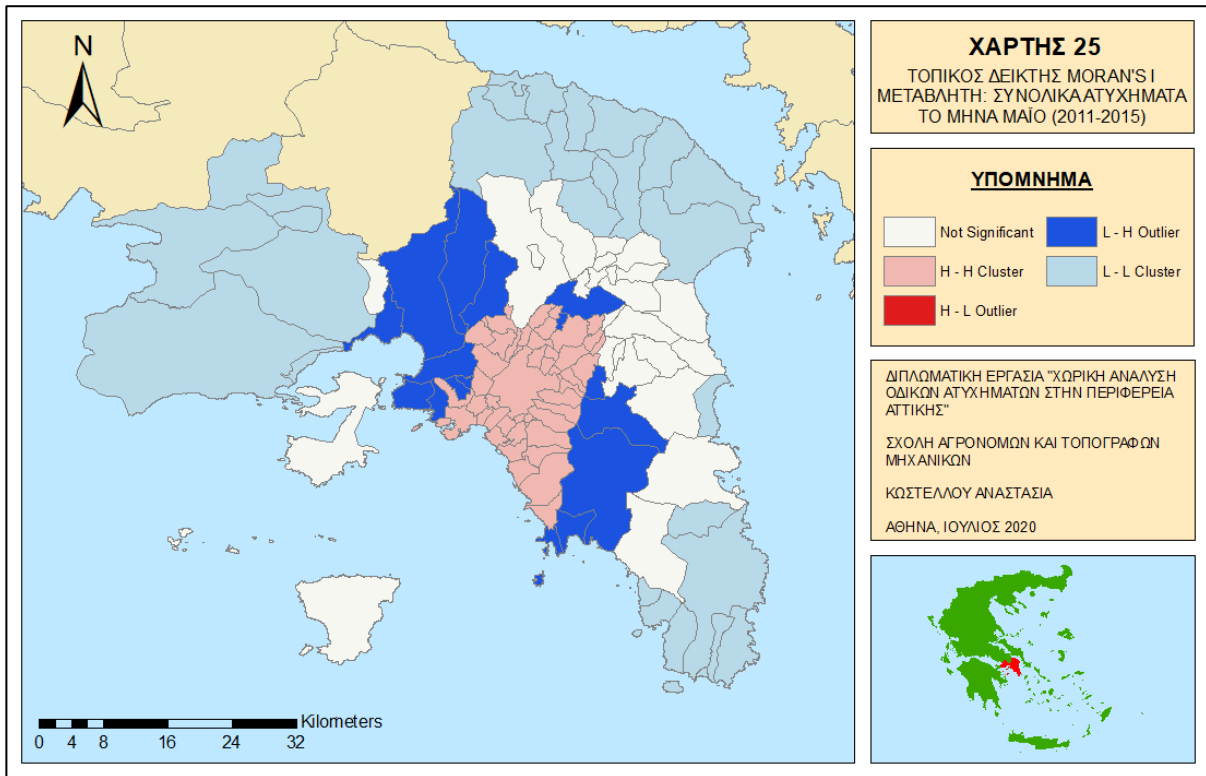 N
ΧΑΡΤΗΣ 25
ΤΟΠΙΚΟΣ ΔΕΙΚΤΗΣ MORAN'S I
ΜΕΤΑΒΛΗΤΗ: ΣΥΝΟΛΙΚΑ ΑΤΥΧΗΜΑΤΑ
ΤΟ ΜΗΝΑ ΜΑΪΟ (2011-2015)
ΥΠΟΜΝΗΜΑ
Not Significant
L - H Outlier
H - H Cluster
L - L Cluster
H - L Outlier
ΔΙΠΛΩΜΑΤΙΚΗ ΕΡΓΑΣΙΑ "ΧΩΡΙΚΗ ΑΝΑΛΥΣΗ
ΟΔΙΚΩΝ ΑΤΥΧΗΜΑΤΩΝ ΣΤΗΝ ΠΕΡΙΦΕΡΕΙΑ
ΑΤΤΙΚΗΣ"
ΣΧΟΛΗ ΑΓΡΟΝΟΜΩΝ ΚΑΙ ΤΟΠΟΓΡΑΦΩΝ
ΜΗΧΑΝΙΚΩΝ
ΚΩΣΤΕΛΛΟΥ ΑΝΑΣΤΑΣΙΑ
ΑΘΗΝΑ, ΙΟΥΛΙΟΣ 2020
Kilometers
0 2 4 8 16 24 32